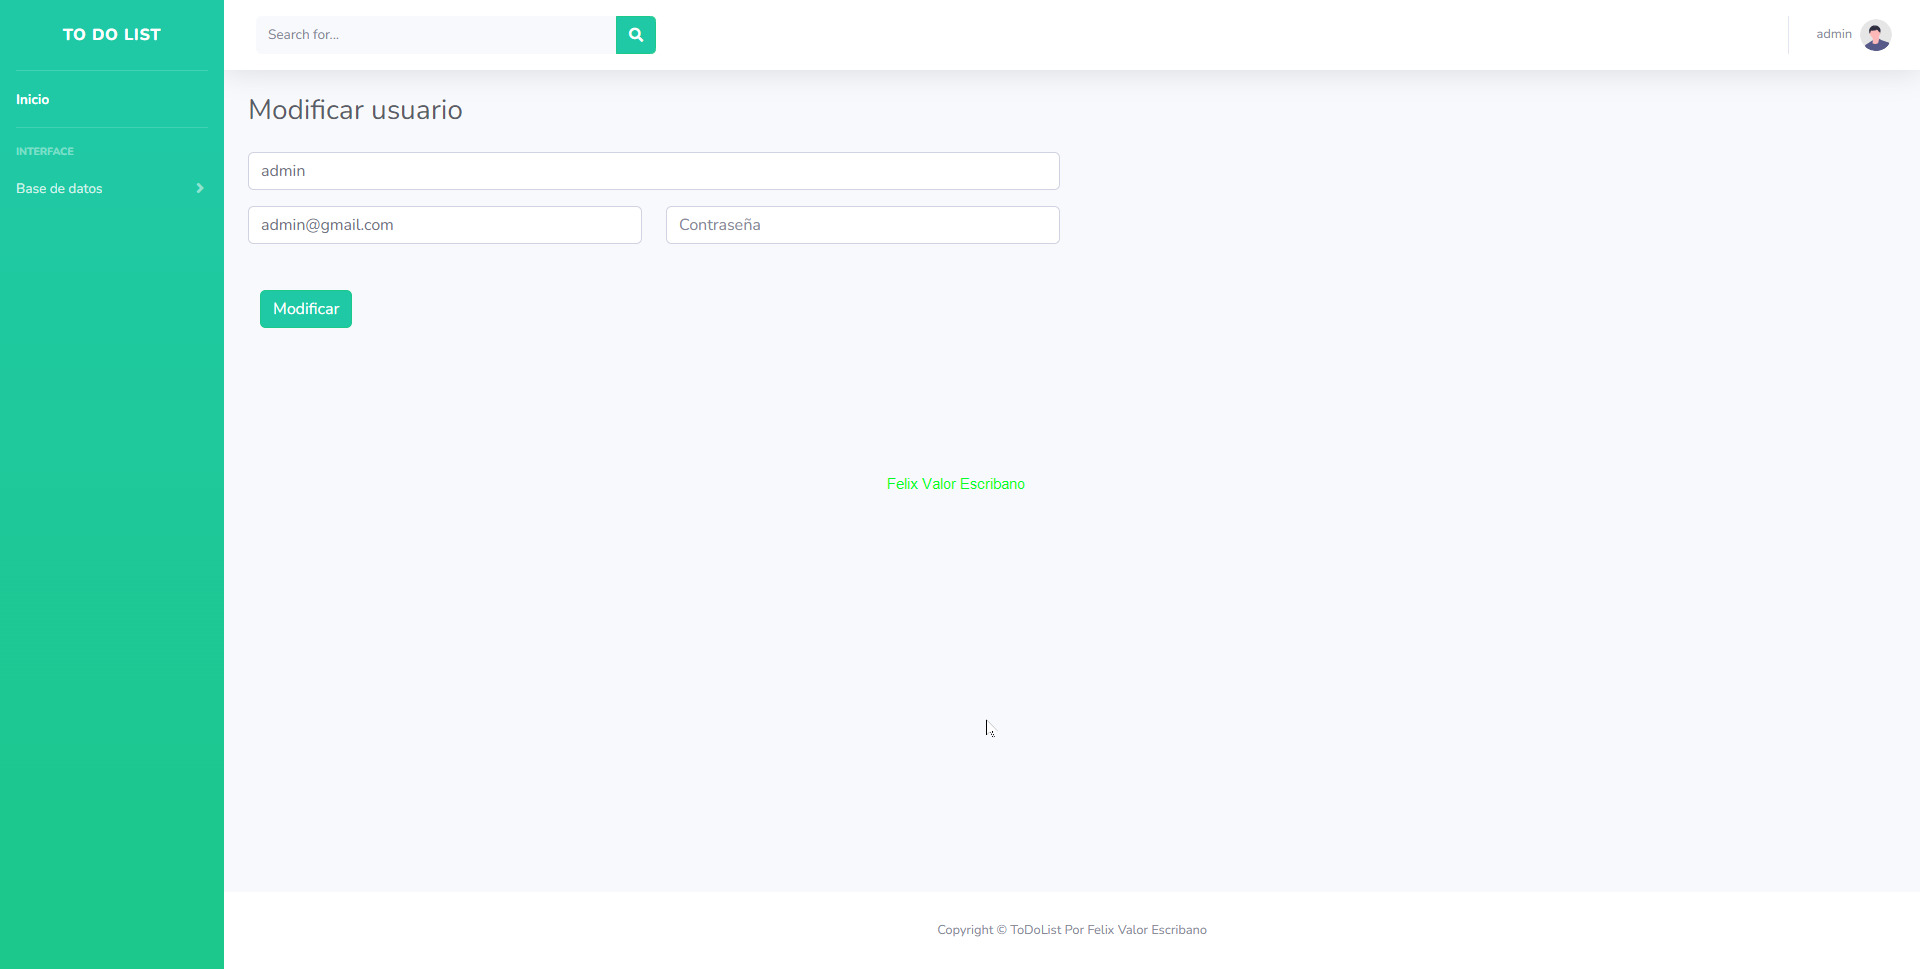 TO DO LIST
Search for...
admin
Inicio
INTERFACE
Base de datos
Modificar usuario
admin
admin@gmail.com
Contraseña
Modificar
Felix Valor Escribano
Copyright © ToDoList Por Felix Valor Escribano